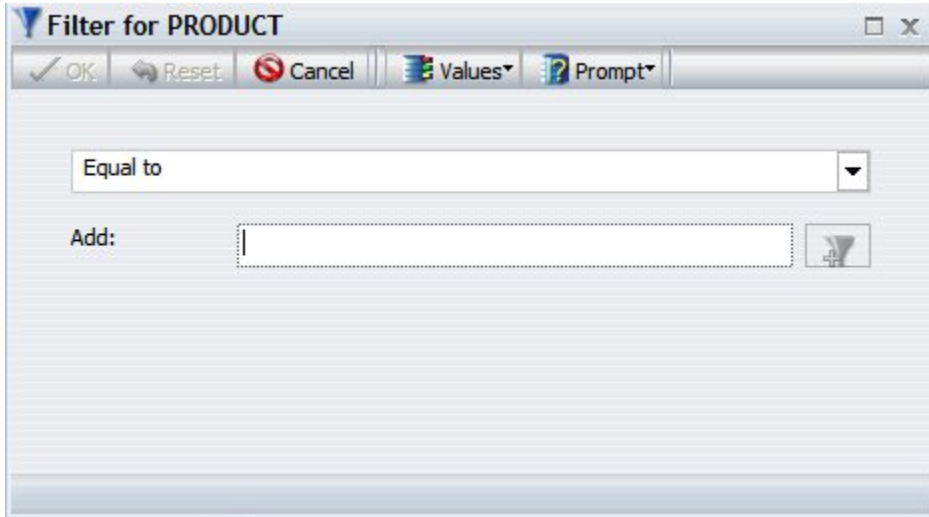 Filter for PRODUCT
OK Reset Cancel Values Prompt
Equal to
Add: